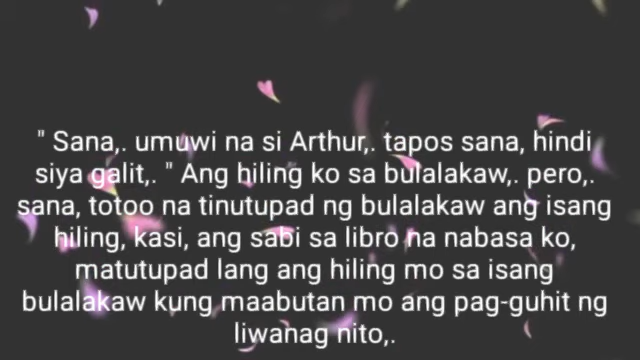 " Sana,. umuwi na si Arthur,. tapos sana, hindi
siya galit,. " Ang hiling ko sa bulalakaw,. pero,.
sana, totoo na tinutupad ng bulalakaw ang isang
hiling, kasi, ang sabi sa libro na nabasa ko,
matutupad lang ang hiling mo sa isang
bulalakaw kung maabutan mo ang pag-guhit ng
liwanag nito,.